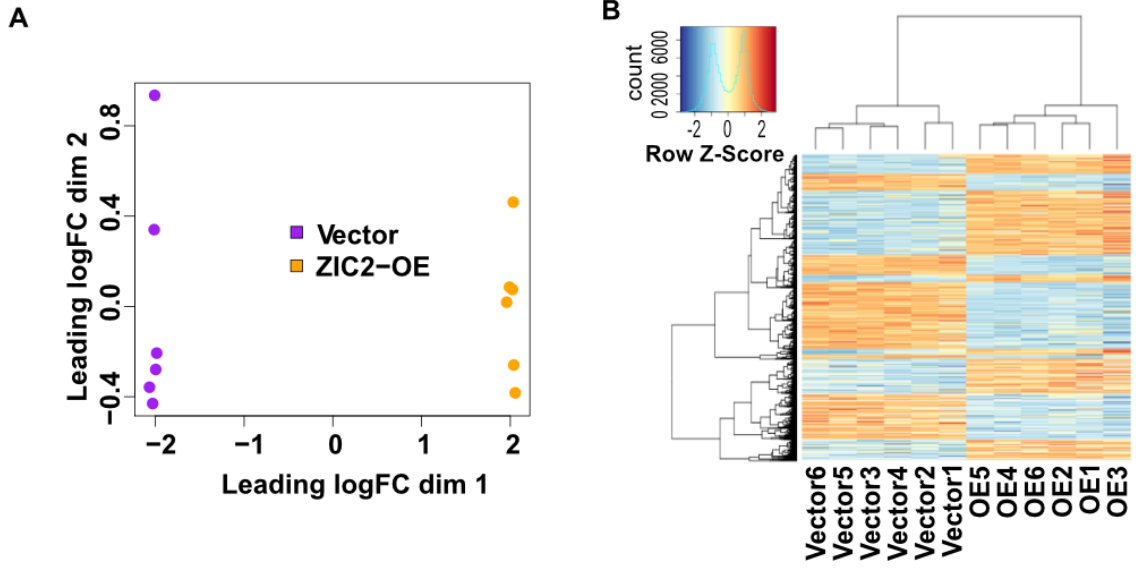 A
Leading logFC dim 2
0.8
0.4
0.0
−0.4
Vector
ZIC2−OE
−2 −1 0 1 2
Leading logFC dim 1
B
count
0 2000 6000
-2 0 2
Row Z-Score
Vector6
Vector5
Vector3
Vector4
Vector2
Vector1
OE5
OE4
OE6
OE2
OE1
OE3